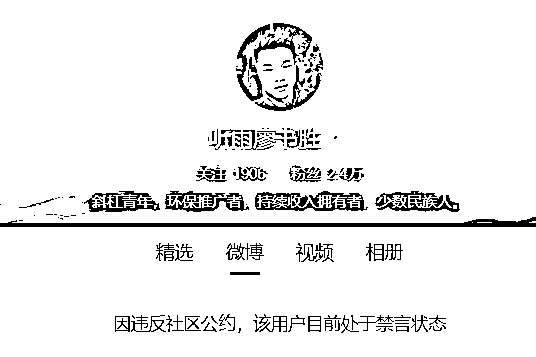 听雨廖书胜
关注 1906 粉丝 2.4万
斜杠青年、环保推广者、持续收入拥有者、少数民族人。
精选 微博 视频 相册
因违反社区公约，该用户目前处于禁言状态